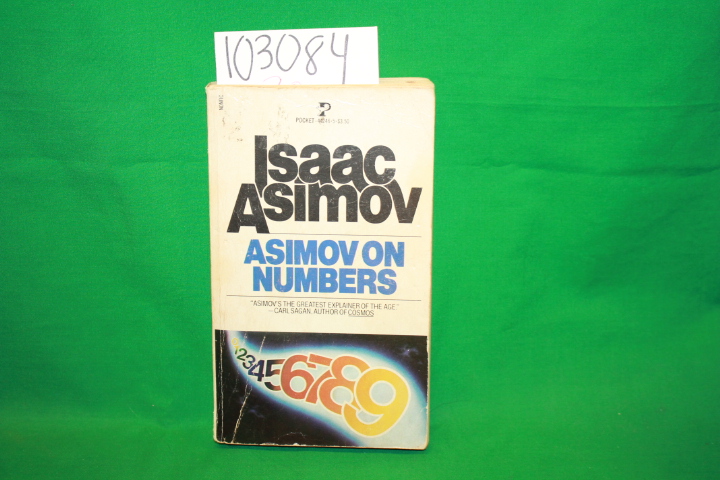 103084
POCKET
Isaac
Asimov
ASIMOV ON
NUMBERS
"ASIMOV'S THE GREATEST EXPLAINER OF THE AGE."
—CARL SAGAN, AUTHOR OF COSMOS
23456789